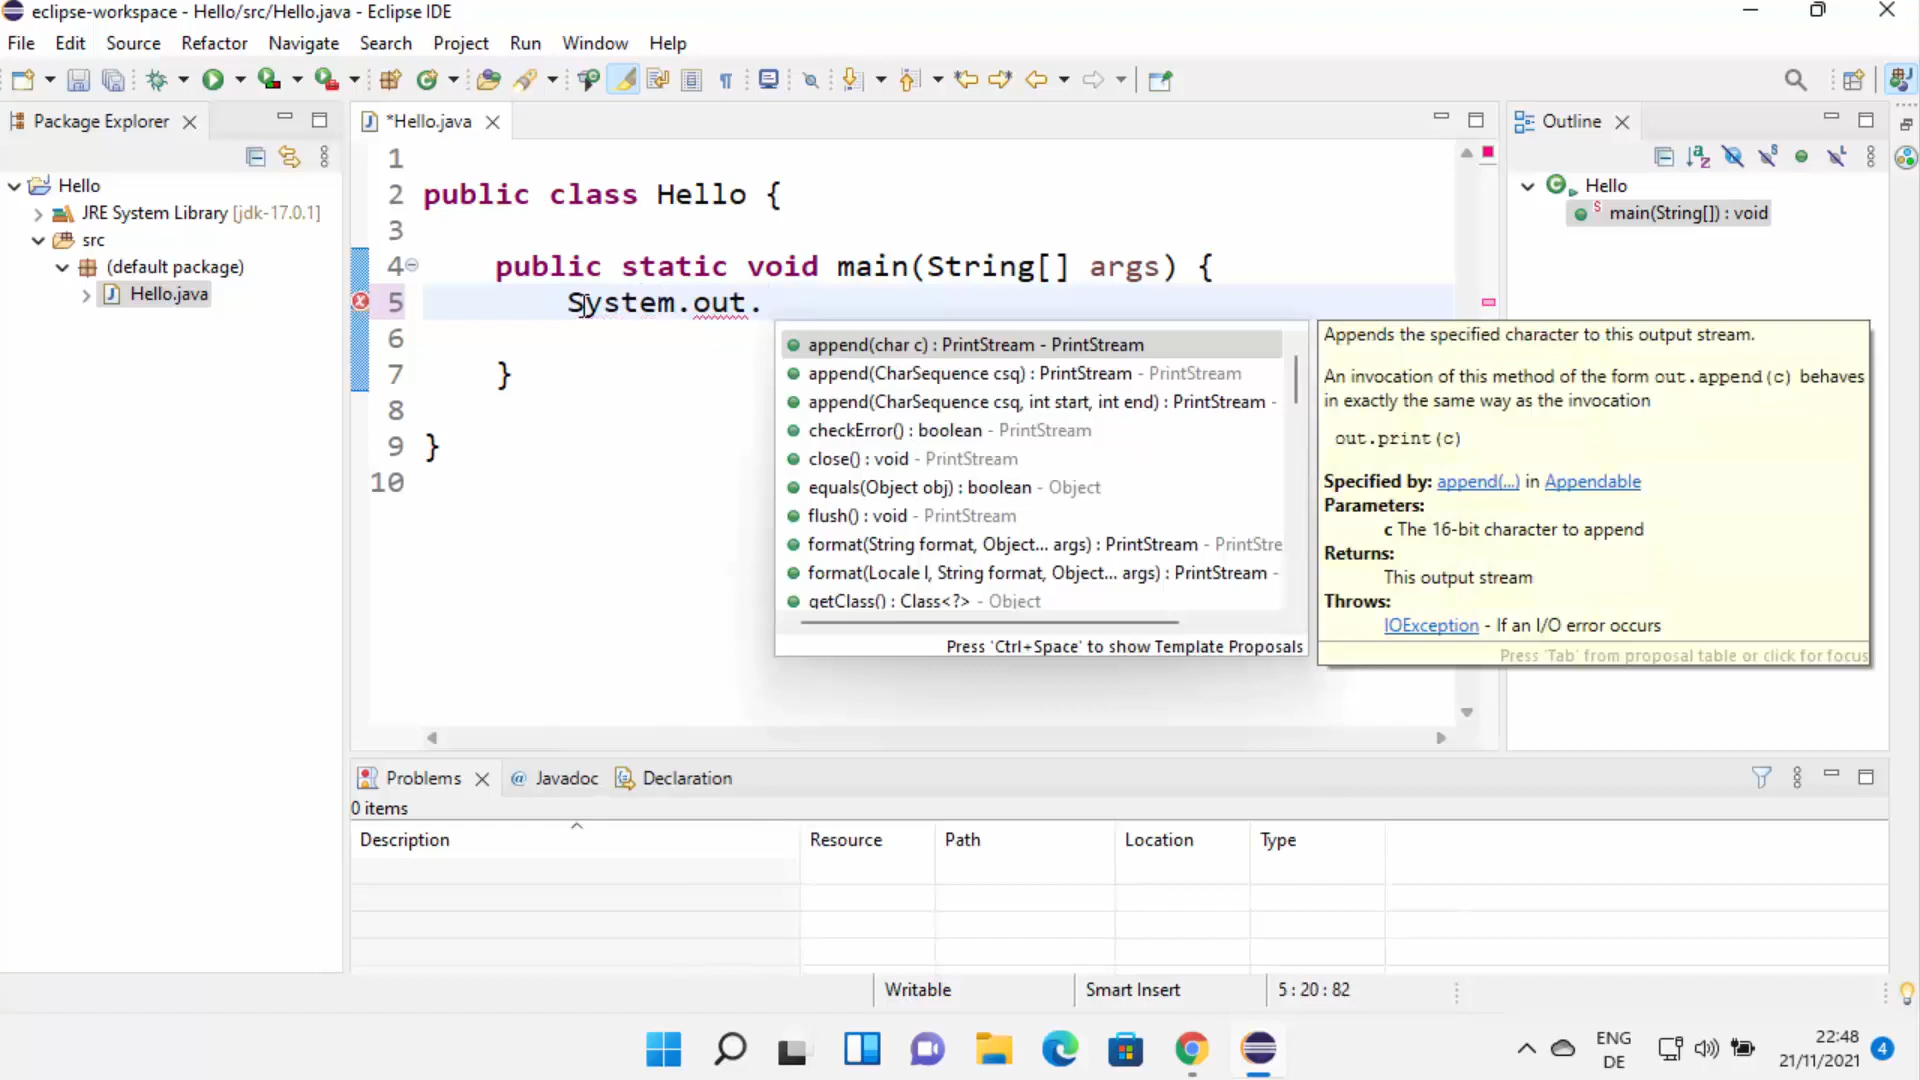 eclipse-workspace - Hello/src/Hello.java - Eclipse IDE
File Edit Source Refactor Navigate Search Project Run Window Help
Package Explorer
*Hello.java
Outline
Hello
JRE System Library [jdk-17.0.1]
src
(default package)
Hello.java
1
2 public class Hello {
3
4 public static void main(String[] args) {
5 System.out.
6
7 }
8
9 }
10
append(char c) : PrintStream - PrintStream
append(CharSequence csq) : PrintStream - PrintStream
append(CharSequence csq, int start, int end) : PrintStream -
checkError() : boolean - PrintStream
close() : void - PrintStream
equals(Object obj) : boolean - Object
flush() : void - PrintStream
format(String format, Object... args) : PrintStream - PrintStre
format(Locale l, String format, Object... args) : PrintStream -
getClass() : Class<?> - Object
Press 'Ctrl+Space' to show Template Proposals
Appends the specified character to this output stream.
An invocation of this method of the form out.append(c) behaves
in exactly the same way as the invocation
out.print(c)
Specified by: append(...) in Appendable
Parameters:
c The 16-bit character to append
Returns:
This output stream
Throws:
IOException - If an I/O error occurs
Press 'Tab' from proposal table or click for focus
Hello
main(String[]) : void
Problems @ Javadoc Declaration
0 items
Description Resource Path Location Type
Writable Smart Insert 5 : 20 : 82
ENG
DE
22:48
21/11/2021
4